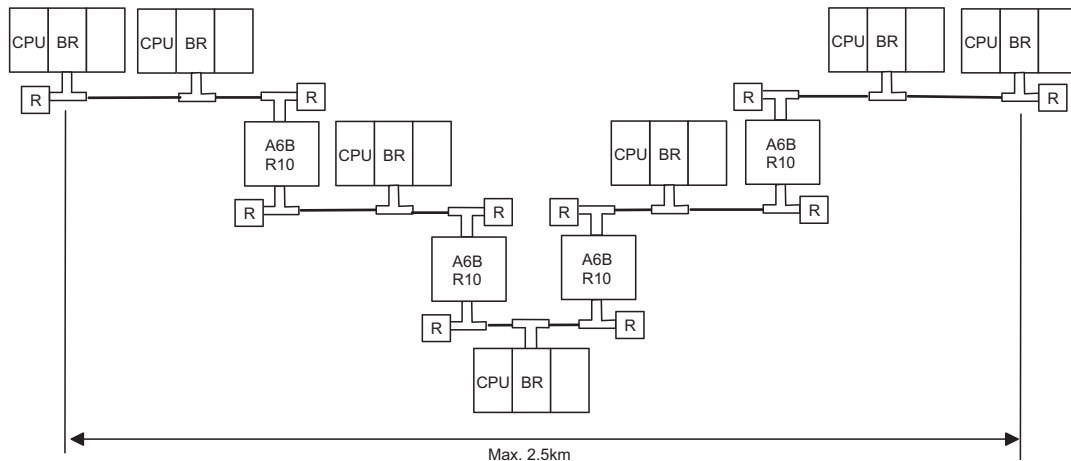 CPU BR CPU BR CPU BR CPU BR
R R R R
A6B R10 CPU BR CPU BR A6B R10
R R R R
A6B R10 A6B R10
R R
CPU BR
Max. 2.5km